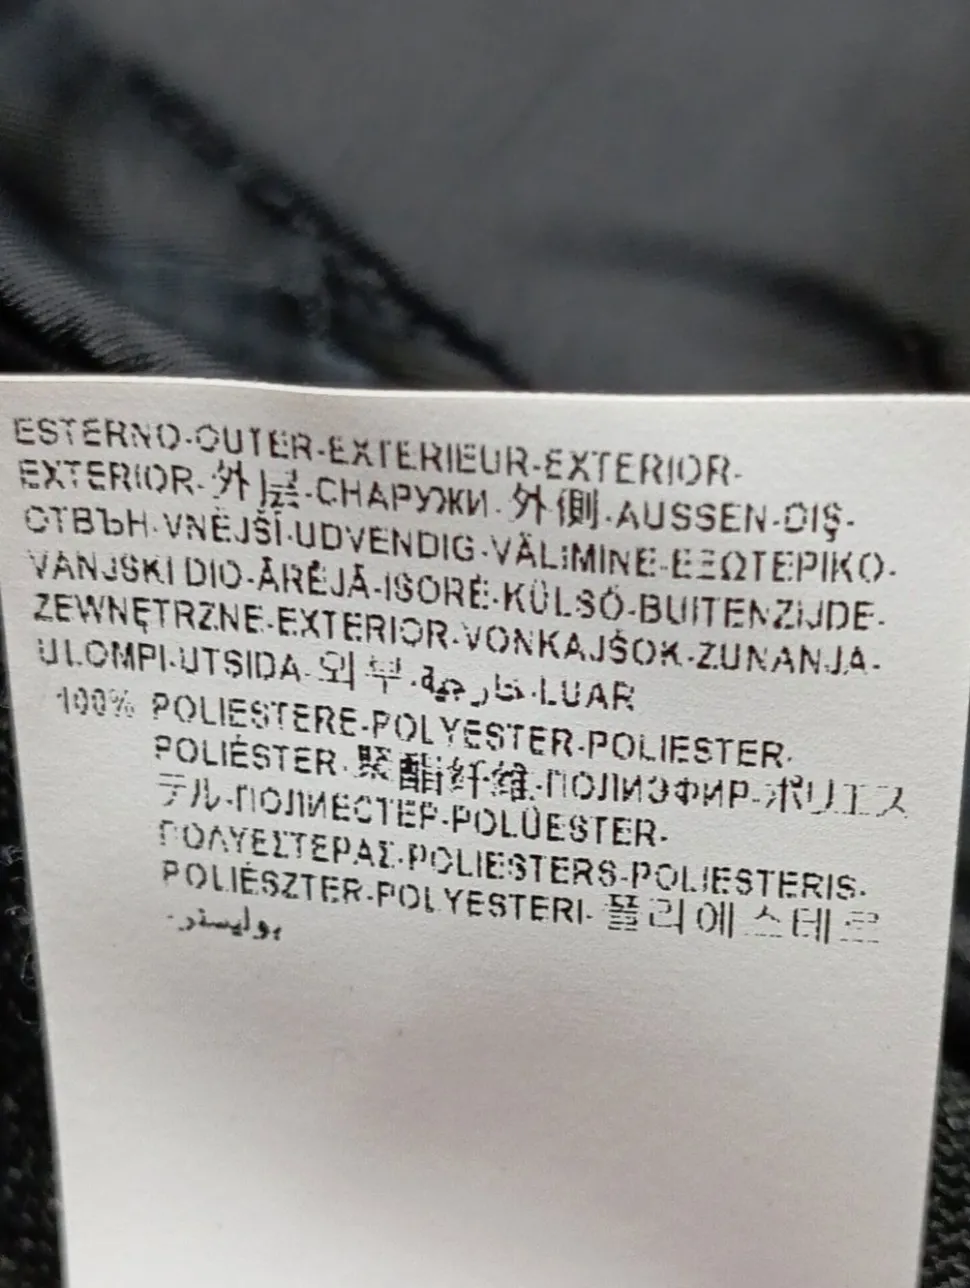 ESTERNO-OUTER-EXTERIEUR-EXTERIOR-
EXTERIOR-外层-СНАРУЖИ-外側-AUSSEN-DIŞ-
ОТВЪН-VNĚJŠÍ-UDVENDIG-VÄLIMINE-ΕΞΩΤΕΡΙΚΟ-
VANJSKI DIO-ĀRĒJĀ-ISORĖ-KÜLSŐ-BUITENZIJDE-
ZEWNĘTRZNE-EXTERIOR-VONKAJŠOK-ZUNANJA-
ULOMPI-UTSIDA-외부-خارجية-LUAR
100% POLIESTERE-POLYESTER-POLIESTER-
POLIÉSTER-聚酯纤维-ПОЛИЭФИР-ポリエス
テル-ПОЛИЕСТЕР-POLÜESTER-
ΠΟΛΥΕΣΤΕΡΑΣ-POLIESTERS-POLIESTERIS-
POLIÉSZTER-POLYESTERI-폴리에스테르
-بوليستر